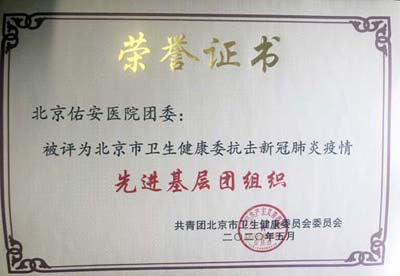 荣誉证书
北京佑安医院团委：
被评为北京市卫生健康委抗击新冠肺炎疫情
先进基层团组织
共青团北京市卫生健康委员会委员会
二〇二〇年五月